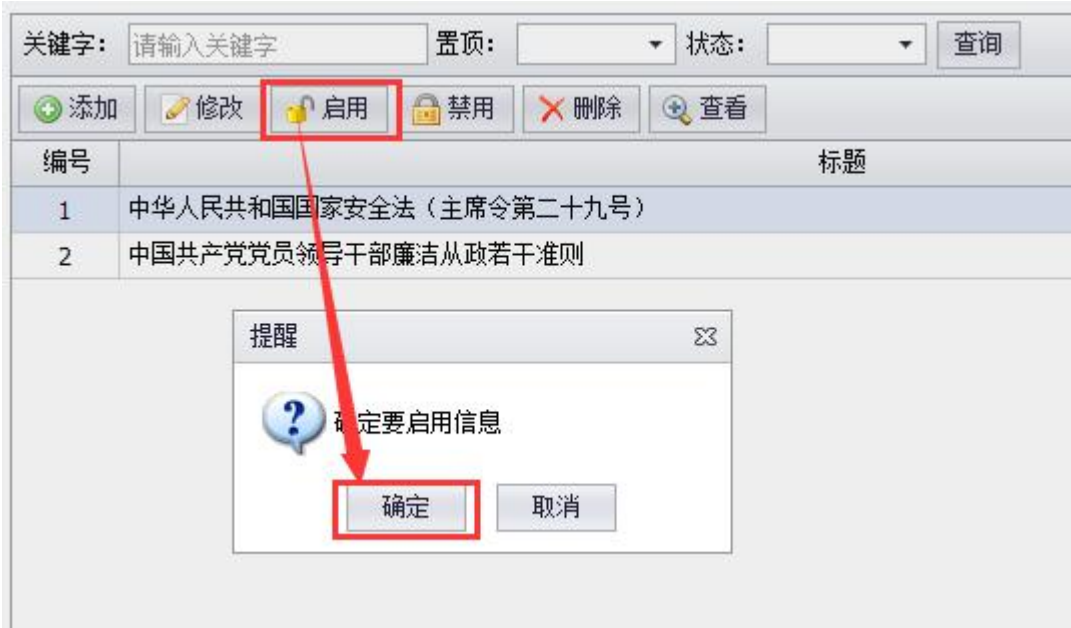 关键字： 请输入关键字 置顶： 状态： 查询
添加 修改 启用 禁用 删除 查看
编号 标题
1 中华人民共和国国家安全法（主席令第二十九号）
2 中国共产党党员领导干部廉洁从政若干准则
提醒
确定要启用信息
确定 取消